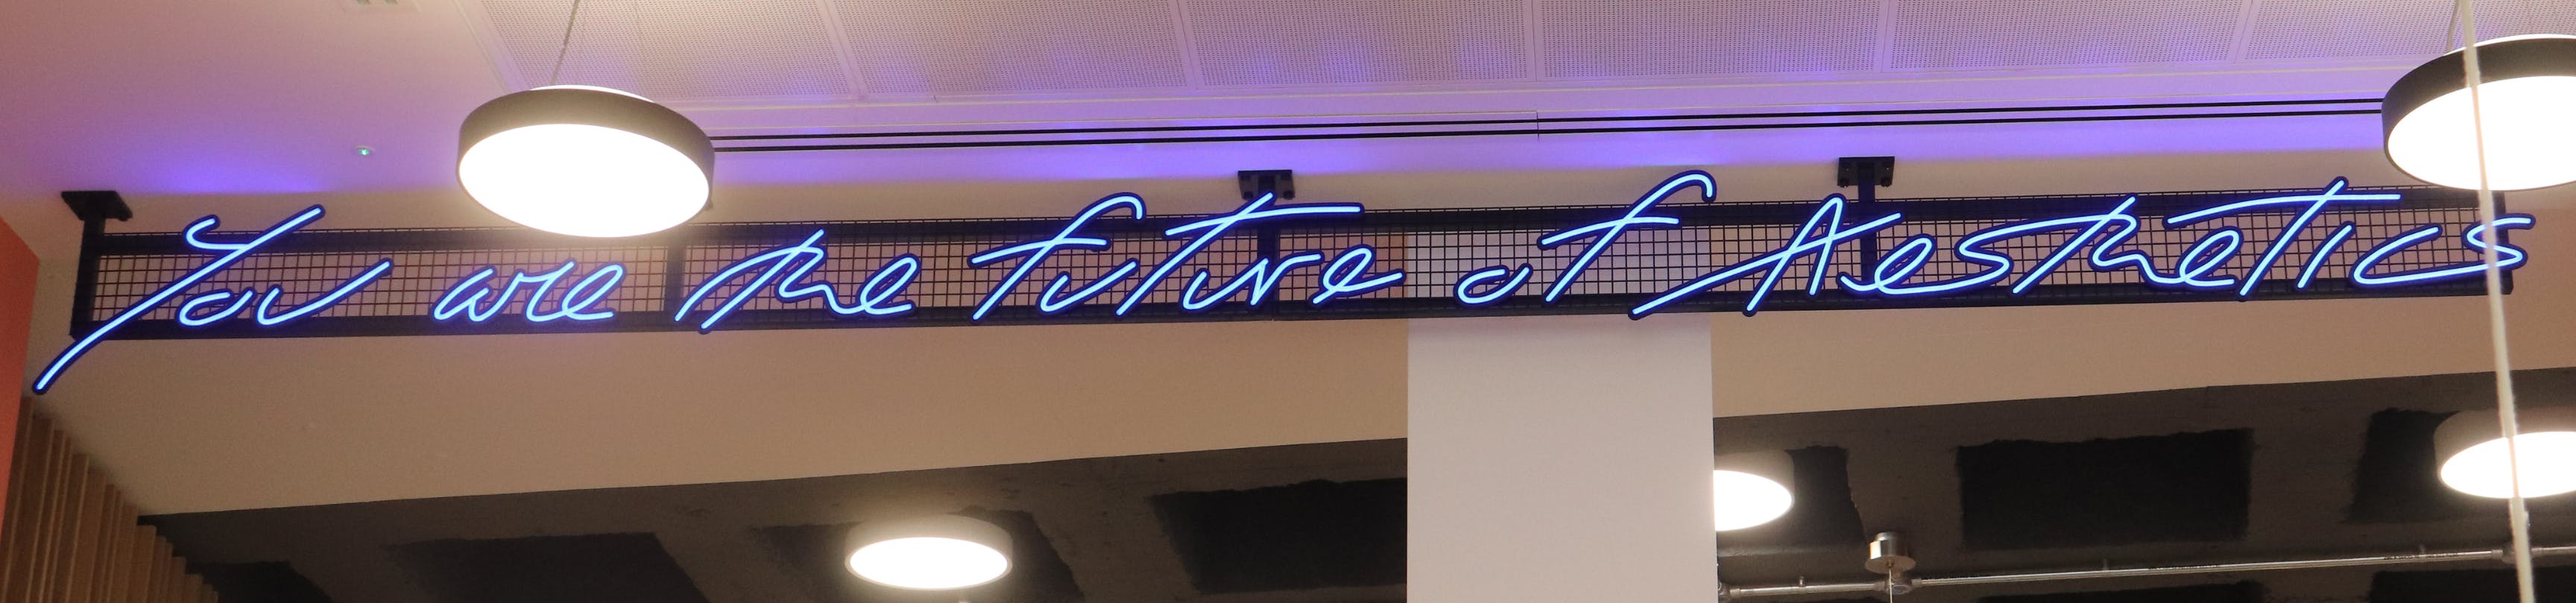 You are the future of Aesthetics